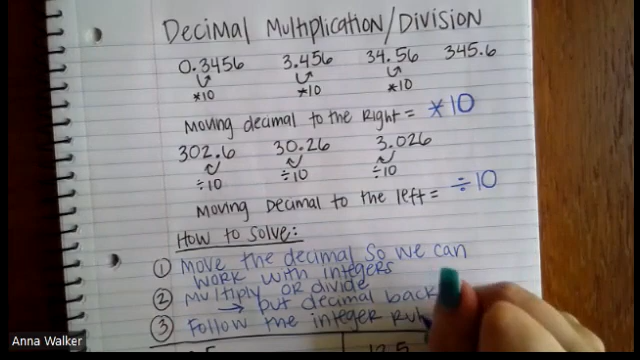 Decimal Multiplication/Division
0.3456 3.456 34.56 345.6
*10 *10 *10
Moving decimal to the right = *10
302.6 30.26 3.026
÷10 ÷10 ÷10
Moving Decimal to the left = ÷10
How to solve:
① Move the decimal so we can
work with integers
② Multiply or divide
→ put decimal back
③ Follow the integer
Anna Walker